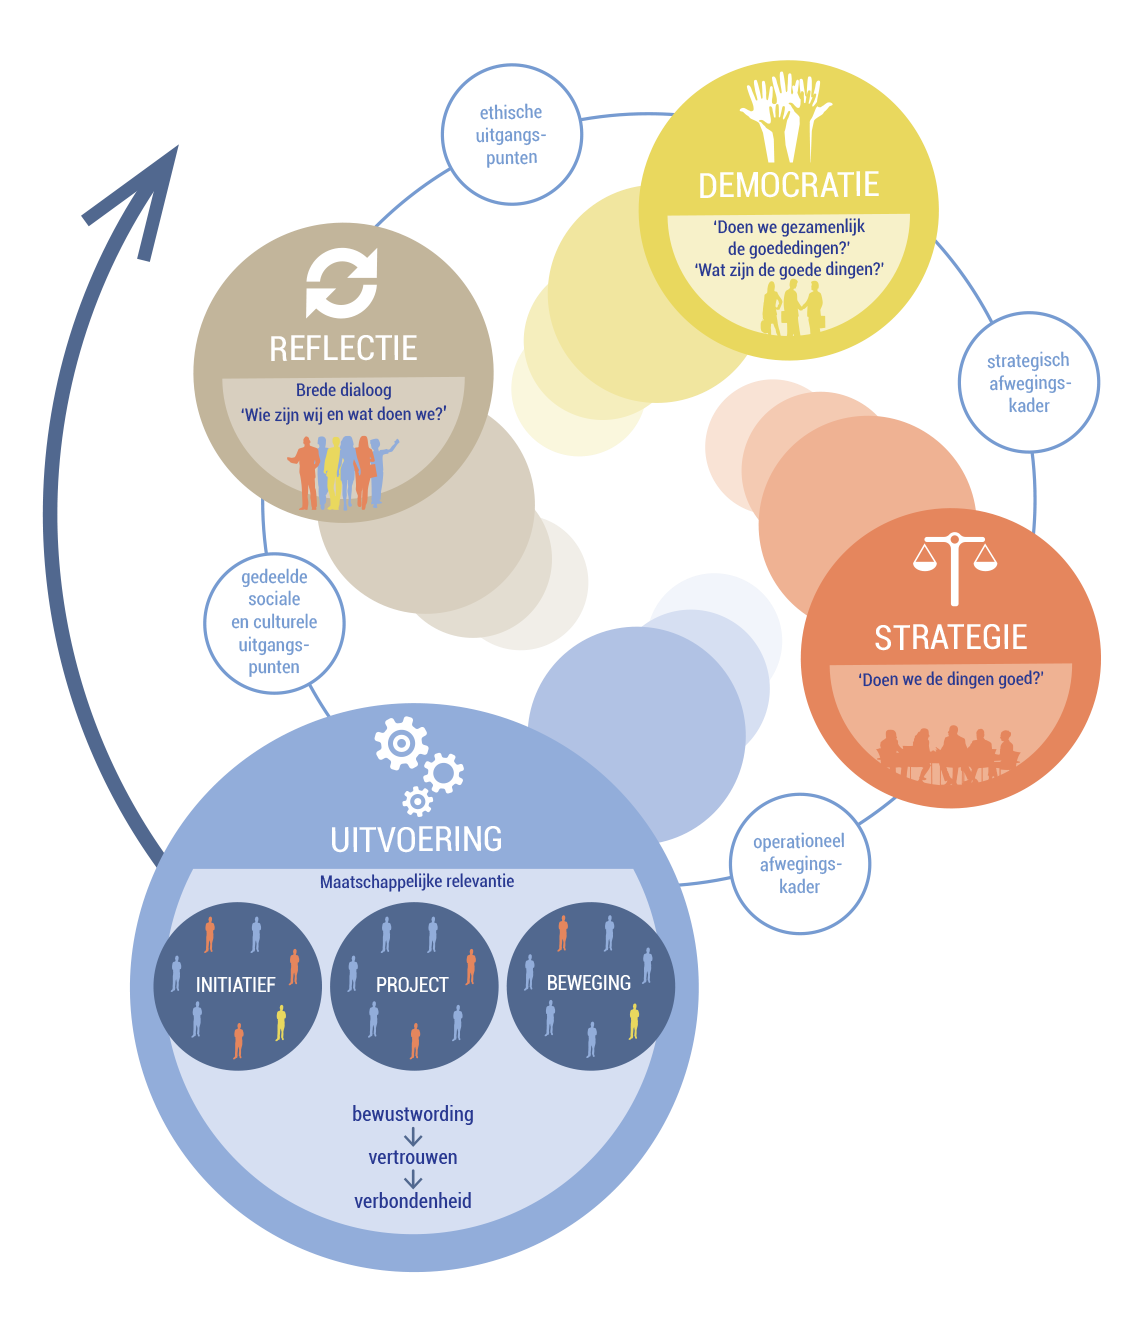 ethische
uitgangs-
punten
DEMOCRATIE
‘Doen we gezamenlijk
de goededingen?’
‘Wat zijn de goede dingen?’
REFLECTIE
Brede dialoog
‘Wie zijn wij en wat doen we?’
strategisch
afwegings-
kader
gedeelde
sociale
en culturele
uitgangs-
punten
STRATEGIE
‘Doen we de dingen goed?’
UITVOERING
Maatschappelijke relevantie
operationeel
afwegings-
kader
INITIATIEF
PROJECT
BEWEGING
bewustwording
vertrouwen
verbondenheid